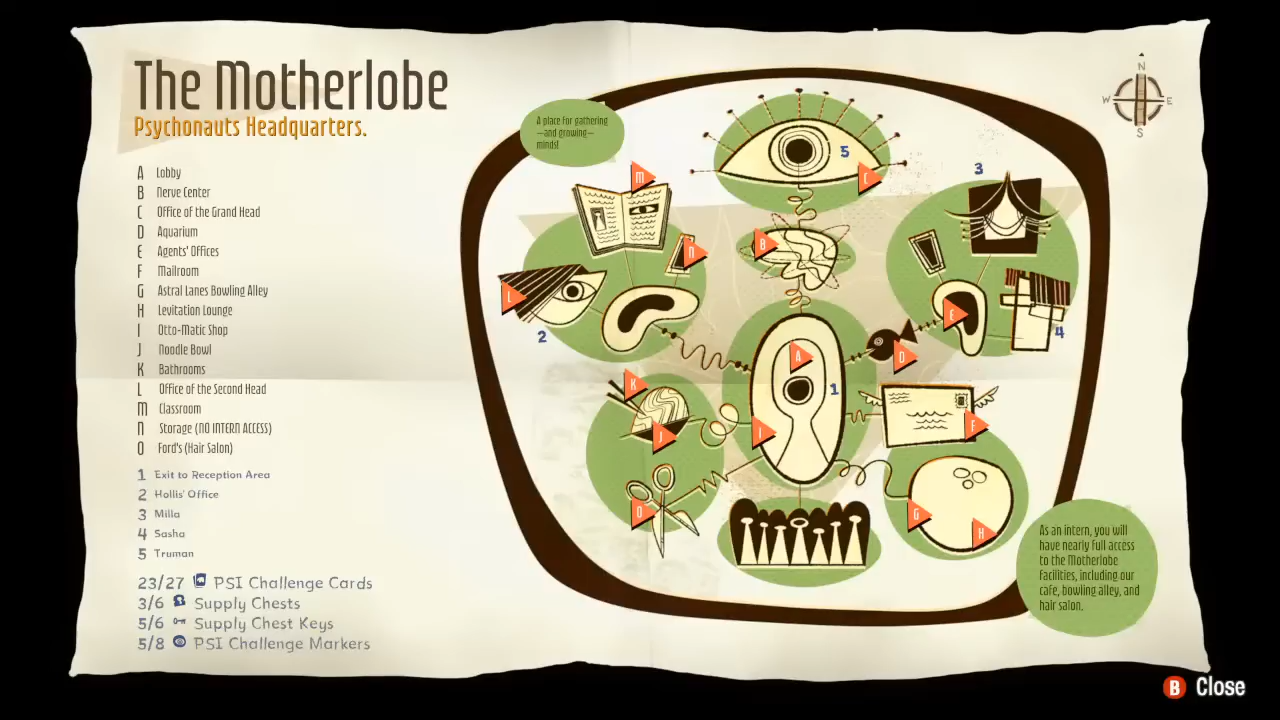 The Motherlobe
Psychonauts Headquarters.
A Lobby
B Nerve Center
C Office of the Grand Head
D Aquarium
E Agents' Offices
F Mailroom
G Astral Lanes Bowling Alley
H Levitation Lounge
I Otto-Matic Shop
J Noodle Bowl
K Bathrooms
L Office of the Second Head
M Classroom
N Storage (NO INTERN ACCESS)
O Ford's (Hair Salon)
1 Exit to Reception Area
2 Hollis' Office
3 Milla
4 Sasha
5 Truman
23/27 PSI Challenge Cards
3/6 Supply Chests
5/6 Supply Chest Keys
5/8 PSI Challenge Markers
A place for gathering
—and growing—
minds!
N
W E
S
5
C
3
M
B
N
L
2
E
4
A
D
1
K
J
I
F
O
G
H
As an intern, you will
have nearly full access
to the Motherlobe
facilities, including our
cafe, bowling alley, and
hair salon.
B Close